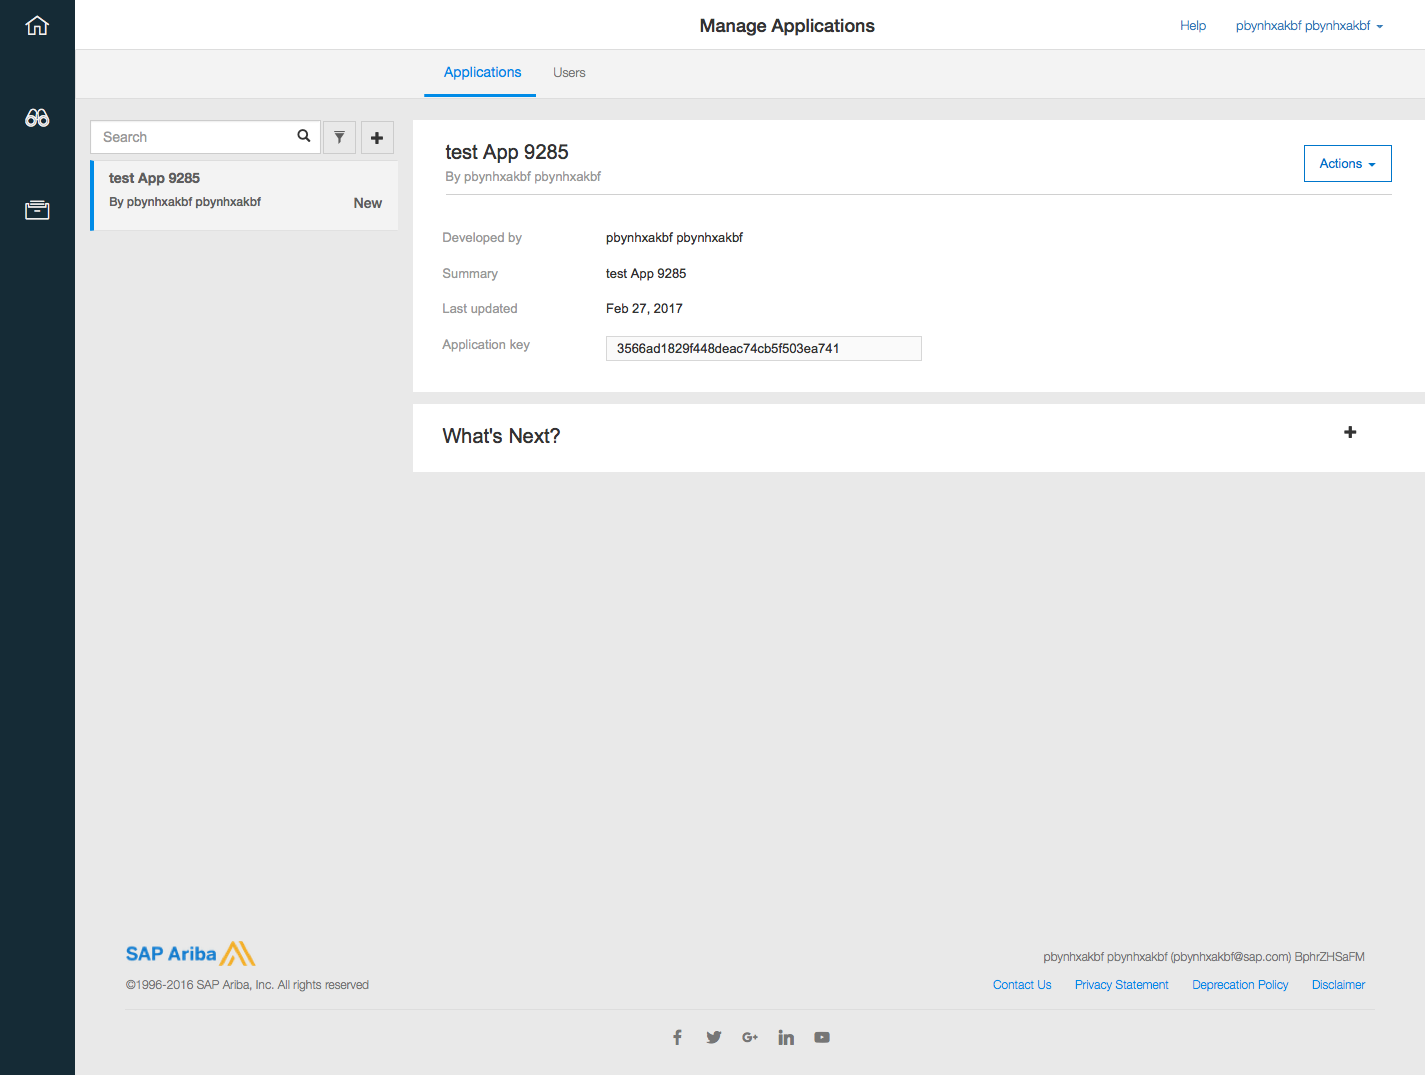 Manage Applications
Help
pbynhxakbf pbynhxakbf
Applications
Users
Search
test App 9285
By pbynhxakbf pbynhxakbf
New
test App 9285
By pbynhxakbf pbynhxakbf
Actions
Developed by
pbynhxakbf pbynhxakbf
Summary
test App 9285
Last updated
Feb 27, 2017
Application key
3566ad1829f448deac74cb5f503ea741
What's Next?
SAP Ariba
©1996-2016 SAP Ariba, Inc. All rights reserved
pbynhxakbf pbynhxakbf (pbynhxakbf@sap.com) BphrZHSaFM
Contact Us
Privacy Statement
Deprecation Policy
Disclaimer